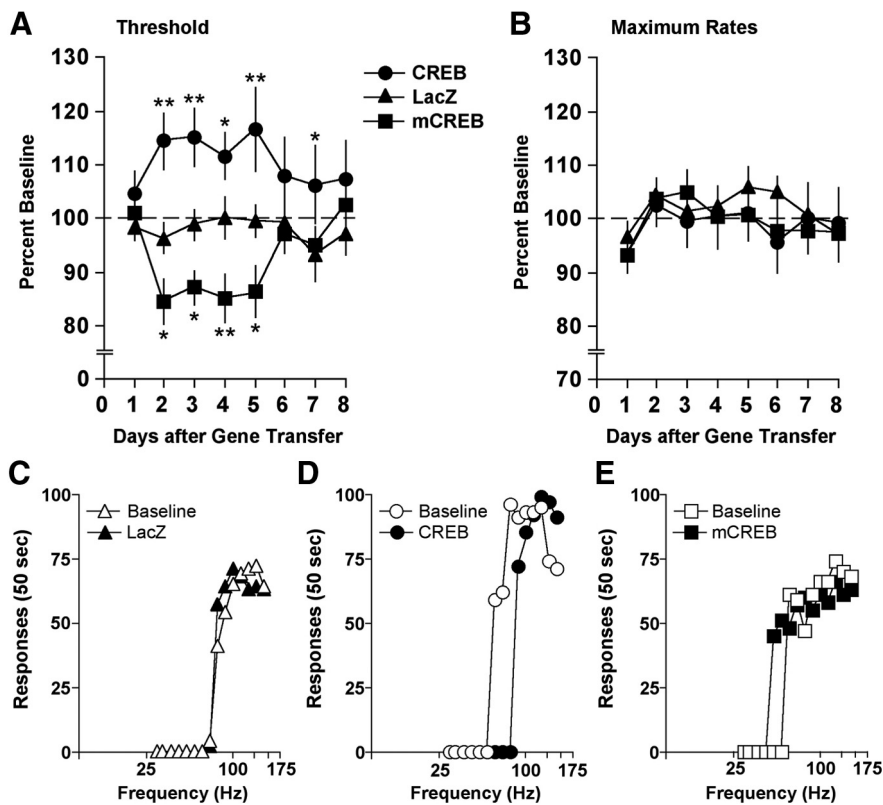 A Threshold
130
120
110
100
90
80
0
Percent Baseline
** ** * ** *
* * ** *
0 1 2 3 4 5 6 7 8
Days after Gene Transfer
CREB
LacZ
mCREB
B Maximum Rates
130
120
110
100
90
80
70
Percent Baseline
0 1 2 3 4 5 6 7 8
Days after Gene Transfer
C
100
75
50
25
0
Responses (50 sec)
Baseline
LacZ
25 100 175
Frequency (Hz)
D
100
75
50
25
0
Responses (50 sec)
Baseline
CREB
25 100 175
Frequency (Hz)
E
100
75
50
25
0
Responses (50 sec)
Baseline
mCREB
25 100 175
Frequency (Hz)